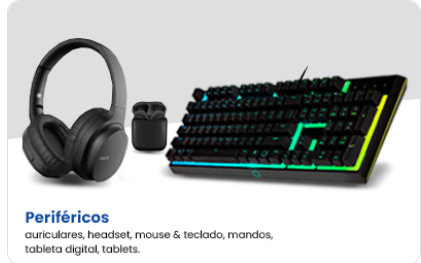 Periféricos
auriculares, headset, mouse & teclado, mandos,
tableta digital, tablets.